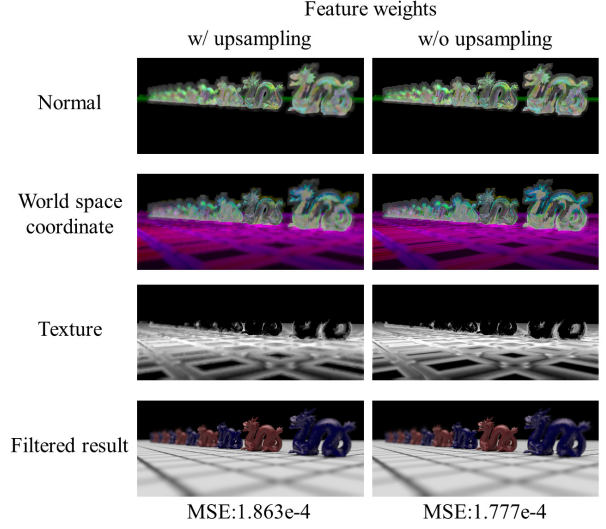 Feature weights
w/ upsampling
w/o upsampling
Normal
World space
coordinate
Texture
Filtered result
MSE:1.863e-4
MSE:1.777e-4